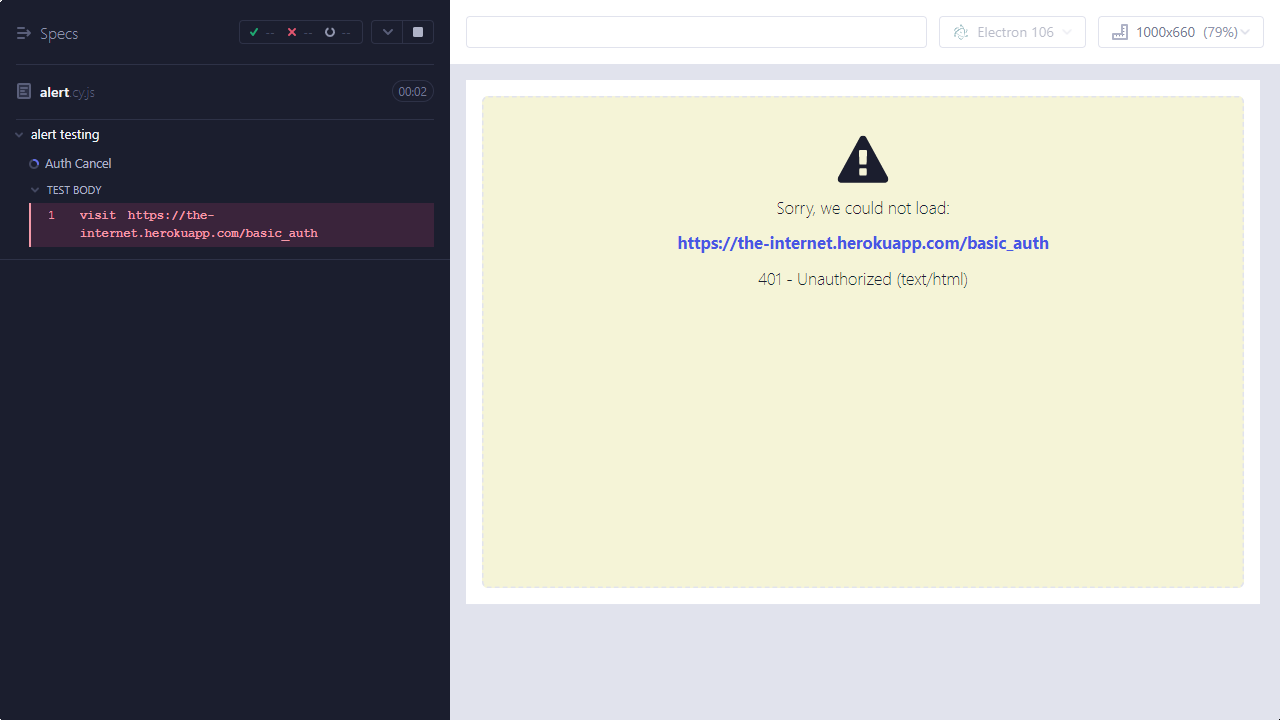 Specs
-- -- --
alert.cy.js
00:02
alert testing
Auth Cancel
TEST BODY
1 visit https://the-
internet.herokuapp.com/basic_auth
Electron 106
1000x660 (79%)
Sorry, we could not load:
https://the-internet.herokuapp.com/basic_auth
401 - Unauthorized (text/html)